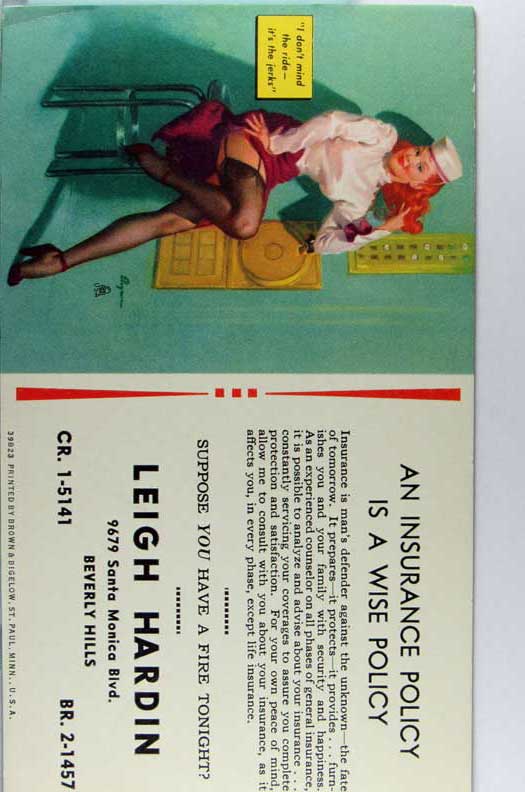 "I don't mind
the ride—
it's the jerks"
AN INSURANCE POLICY
IS A WISE POLICY
Insurance is man's defender against the unknown—the fate
of tomorrow. It prepares—it protects—it provides . . . furn-
ishes you and your family with security and happiness.
As an experienced counselor on all phases of general insurance,
it is possible to analyze and advise about your insurance . . .
constantly servicing your coverages to assure you complete
protection and satisfaction. For your own peace of mind,
allow me to consult with you about your insurance, as it
affects you, in every phase, except life insurance.
SUPPOSE YOU HAVE A FIRE TONIGHT?
LEIGH HARDIN
9679 Santa Monica Blvd.
BEVERLY HILLS
CR. 1-5141 BR. 2-1457
39823 PRINTED BY BROWN & BIGELOW, ST. PAUL, MINN., U.S.A.